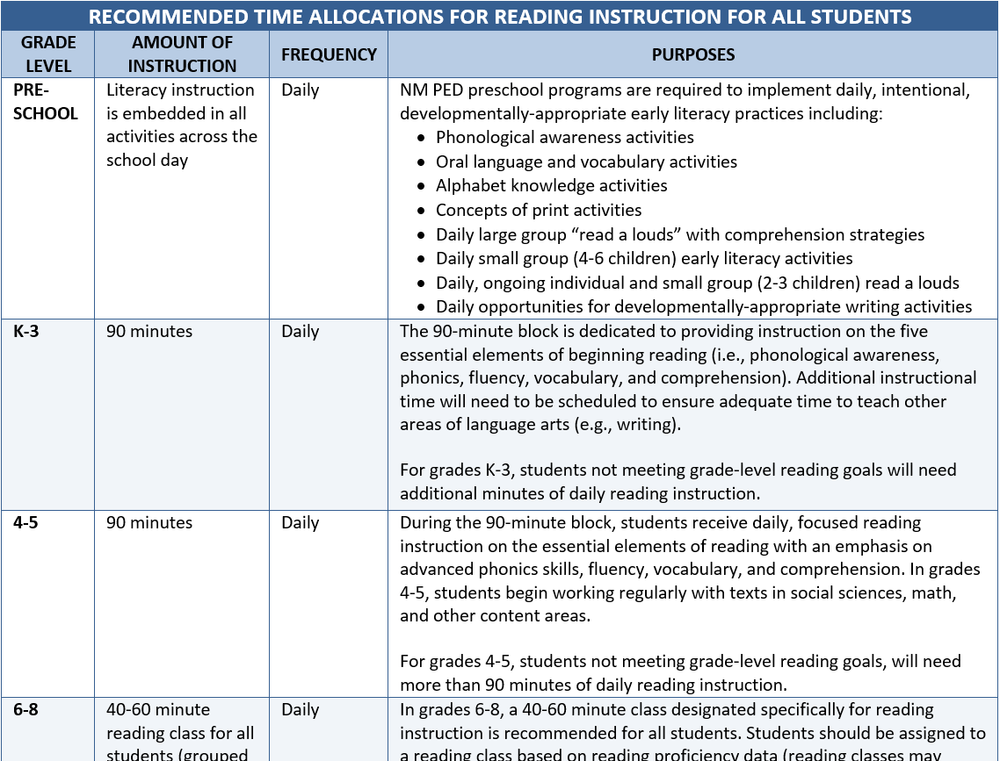 RECOMMENDED TIME ALLOCATIONS FOR READING INSTRUCTION FOR ALL STUDENTS
GRADE LEVEL
AMOUNT OF INSTRUCTION
FREQUENCY
PURPOSES
PRE-
SCHOOL
Literacy instruction
is embedded in all
activities across the
school day
Daily
NM PED preschool programs are required to implement daily, intentional,
developmentally-appropriate early literacy practices including:
• Phonological awareness activities
• Oral language and vocabulary activities
• Alphabet knowledge activities
• Concepts of print activities
• Daily large group “read a louds” with comprehension strategies
• Daily small group (4-6 children) early literacy activities
• Daily, ongoing individual and small group (2-3 children) read a louds
• Daily opportunities for developmentally-appropriate writing activities
K-3
90 minutes
Daily
The 90-minute block is dedicated to providing instruction on the five
essential elements of beginning reading (i.e., phonological awareness,
phonics, fluency, vocabulary, and comprehension). Additional instructional
time will need to be scheduled to ensure adequate time to teach other
areas of language arts (e.g., writing).
For grades K-3, students not meeting grade-level reading goals will need
additional minutes of daily reading instruction.
4-5
90 minutes
Daily
During the 90-minute block, students receive daily, focused reading
instruction on the essential elements of reading with an emphasis on
advanced phonics skills, fluency, vocabulary, and comprehension. In grades
4-5, students begin working regularly with texts in social sciences, math,
and other content areas.
For grades 4-5, students not meeting grade-level reading goals, will need
more than 90 minutes of daily reading instruction.
6-8
40-60 minute
reading class for all
students (grouped
Daily
In grades 6-8, a 40-60 minute class designated specifically for reading
instruction is recommended for all students. Students should be assigned to
a reading class based on reading proficiency data (reading classes may